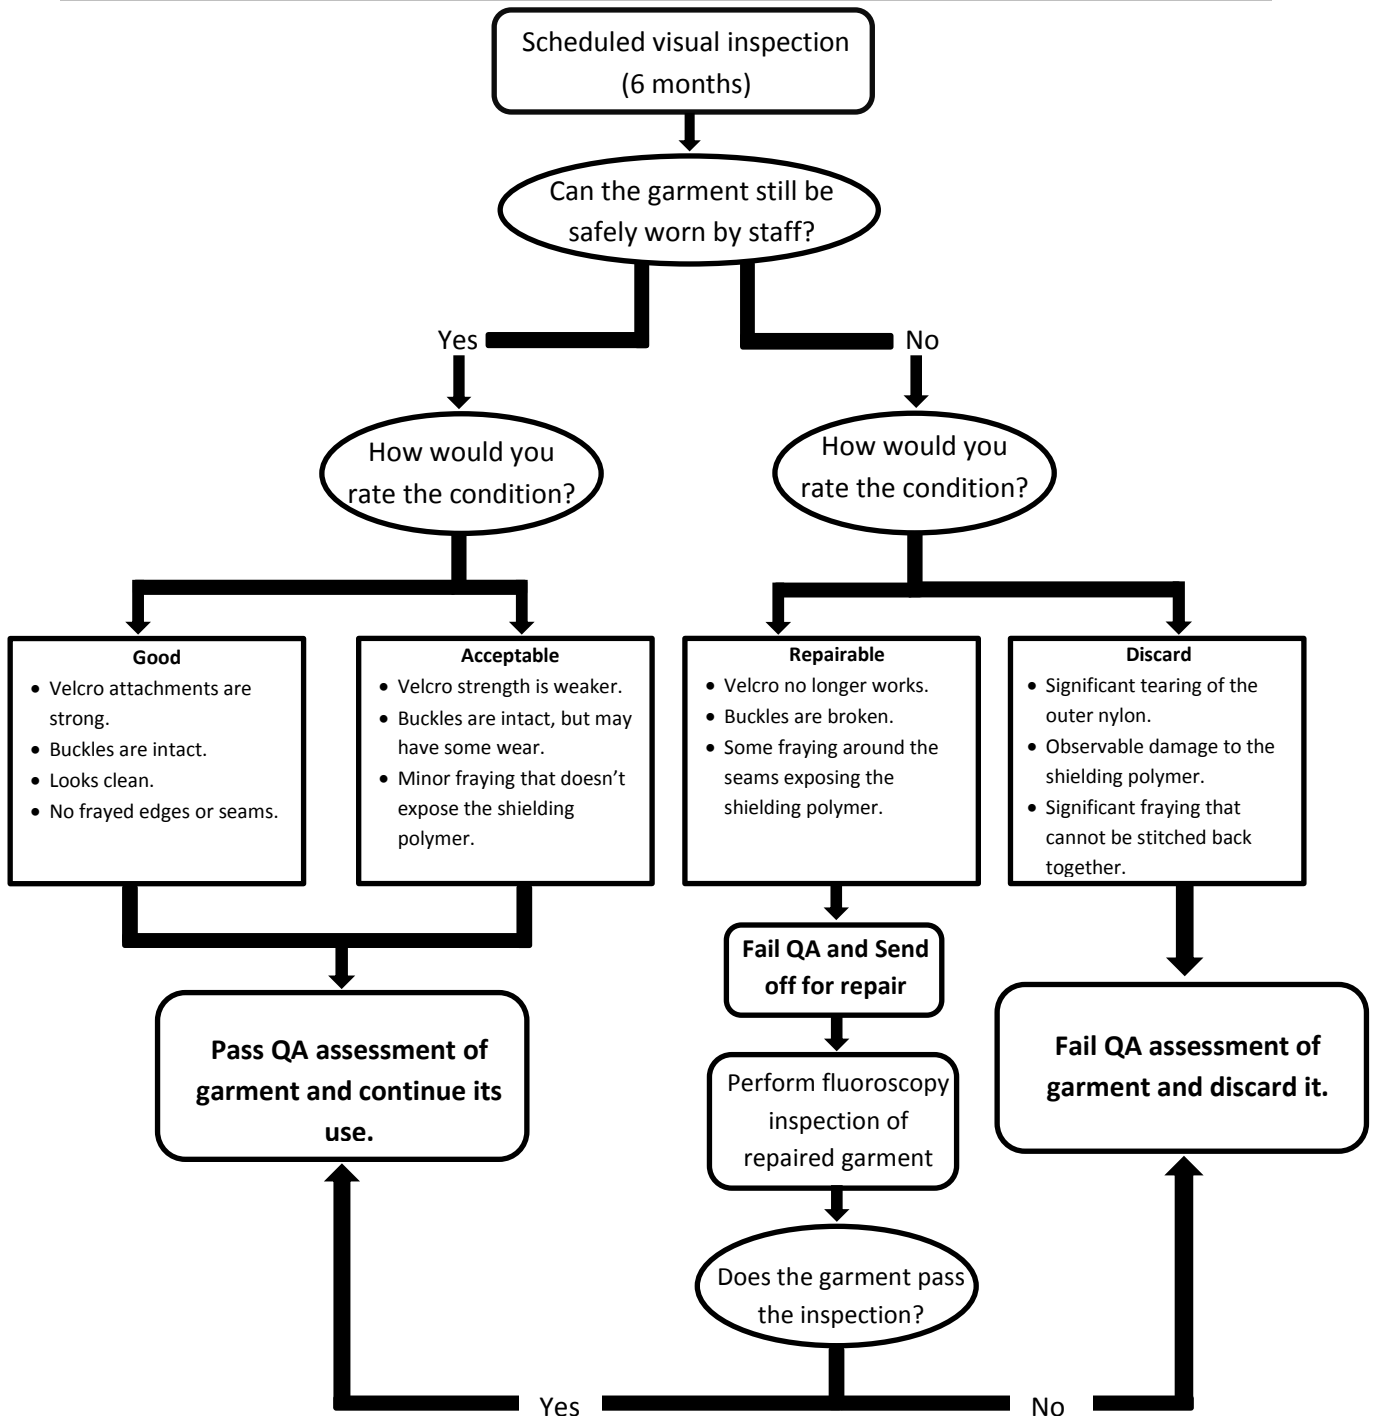 Scheduled visual inspection
(6 months)
Can the garment still be
safely worn by staff?
Yes
No
How would you
rate the condition?
How would you
rate the condition?
Good
• Velcro attachments are
strong.
• Buckles are intact.
• Looks clean.
• No frayed edges or seams.
Acceptable
• Velcro strength is weaker.
• Buckles are intact, but may
have some wear.
• Minor fraying that doesn’t
expose the shielding
polymer.
Repairable
• Velcro no longer works.
• Buckles are broken.
• Some fraying around the
seams exposing the
shielding polymer.
Discard
• Significant tearing of the
outer nylon.
• Observable damage to the
shielding polymer.
• Significant fraying that
cannot be stitched back
together.
Fail QA and Send
off for repair
Pass QA assessment of
garment and continue its
use.
Fail QA assessment of
garment and discard it.
Perform fluoroscopy
inspection of
repaired garment
Does the garment pass
the inspection?
Yes
No